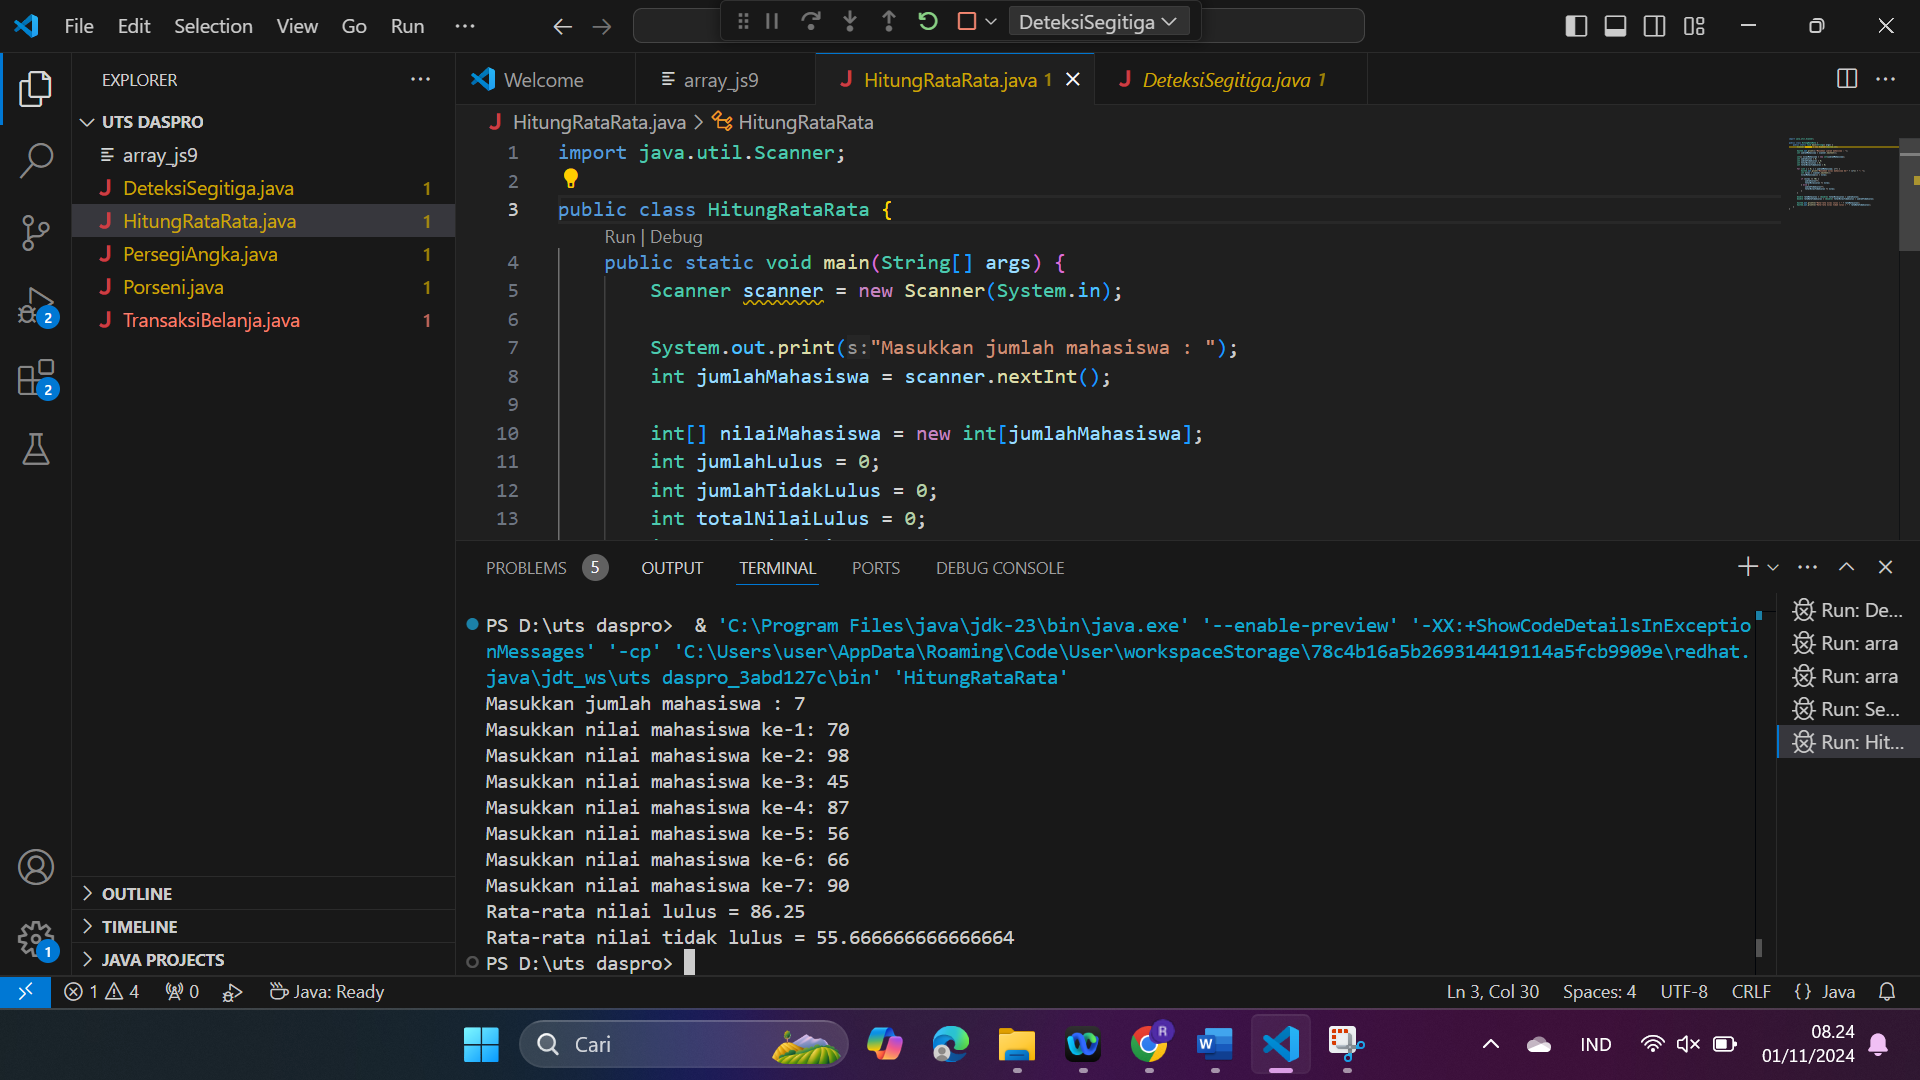 File Edit Selection View Go Run ···
DeteksiSegitiga
EXPLORER
UTS DASPRO
array_js9
DeteksiSegitiga.java 1
HitungRataRata.java 1
PersegiAngka.java 1
Porseni.java 1
TransaksiBelanja.java 1
OUTLINE
TIMELINE
JAVA PROJECTS
2
2
1
Welcome
array_js9
HitungRataRata.java 1
DeteksiSegitiga.java 1
HitungRataRata.java > HitungRataRata
1 import java.util.Scanner;
2
3 public class HitungRataRata {
Run | Debug
4 public static void main(String[] args) {
5 Scanner scanner = new Scanner(System.in);
6
7 System.out.print(s:"Masukkan jumlah mahasiswa : ");
8 int jumlahMahasiswa = scanner.nextInt();
9
10 int[] nilaiMahasiswa = new int[jumlahMahasiswa];
11 int jumlahLulus = 0;
12 int jumlahTidakLulus = 0;
13 int totalNilaiLulus = 0;
PROBLEMS 5 OUTPUT TERMINAL PORTS DEBUG CONSOLE
PS D:\uts daspro>  & 'C:\Program Files\java\jdk-23\bin\java.exe' '--enable-preview' '-XX:+ShowCodeDetailsInExceptio
nMessages' '-cp' 'C:\Users\user\AppData\Roaming\Code\User\workspaceStorage\78c4b16a5b269314419114a5fcb9909e\redhat.
java\jdt_ws\uts daspro_3abd127c\bin' 'HitungRataRata'
Masukkan jumlah mahasiswa : 7
Masukkan nilai mahasiswa ke-1: 70
Masukkan nilai mahasiswa ke-2: 98
Masukkan nilai mahasiswa ke-3: 45
Masukkan nilai mahasiswa ke-4: 87
Masukkan nilai mahasiswa ke-5: 56
Masukkan nilai mahasiswa ke-6: 66
Masukkan nilai mahasiswa ke-7: 90
Rata-rata nilai lulus = 86.25
Rata-rata nilai tidak lulus = 55.666666666666664
PS D:\uts daspro>
Run: De...
Run: arra
Run: arra
Run: Se...
Run: Hit...
1 4 0 Java: Ready
Ln 3, Col 30 Spaces: 4 UTF-8 CRLF {} Java
Cari
R
IND
08.24
01/11/2024